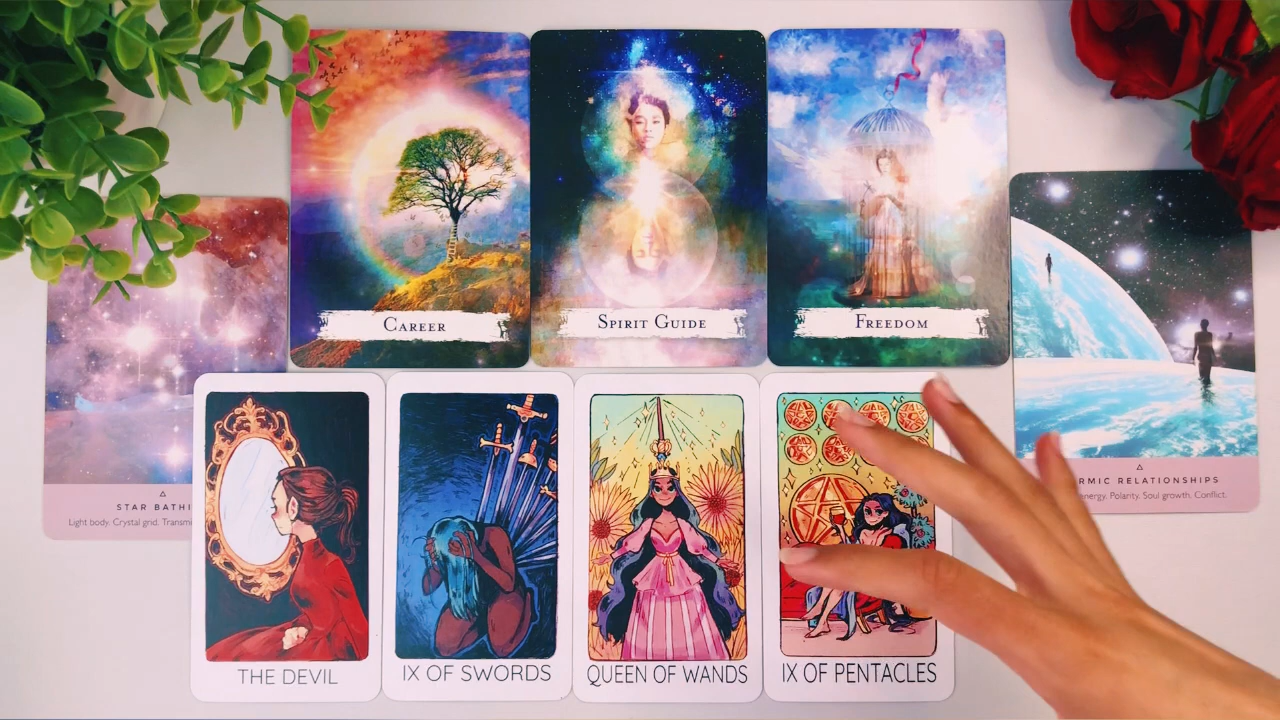 CAREER
SPIRIT GUIDE
FREEDOM
STAR BATHI
Light body. Crystal grid. Transm
RMIC RELATIONSHIPS
energy. Polarity. Soul growth. Conflict.
THE DEVIL
IX OF SWORDS
QUEEN OF WANDS
IX OF PENTACLES